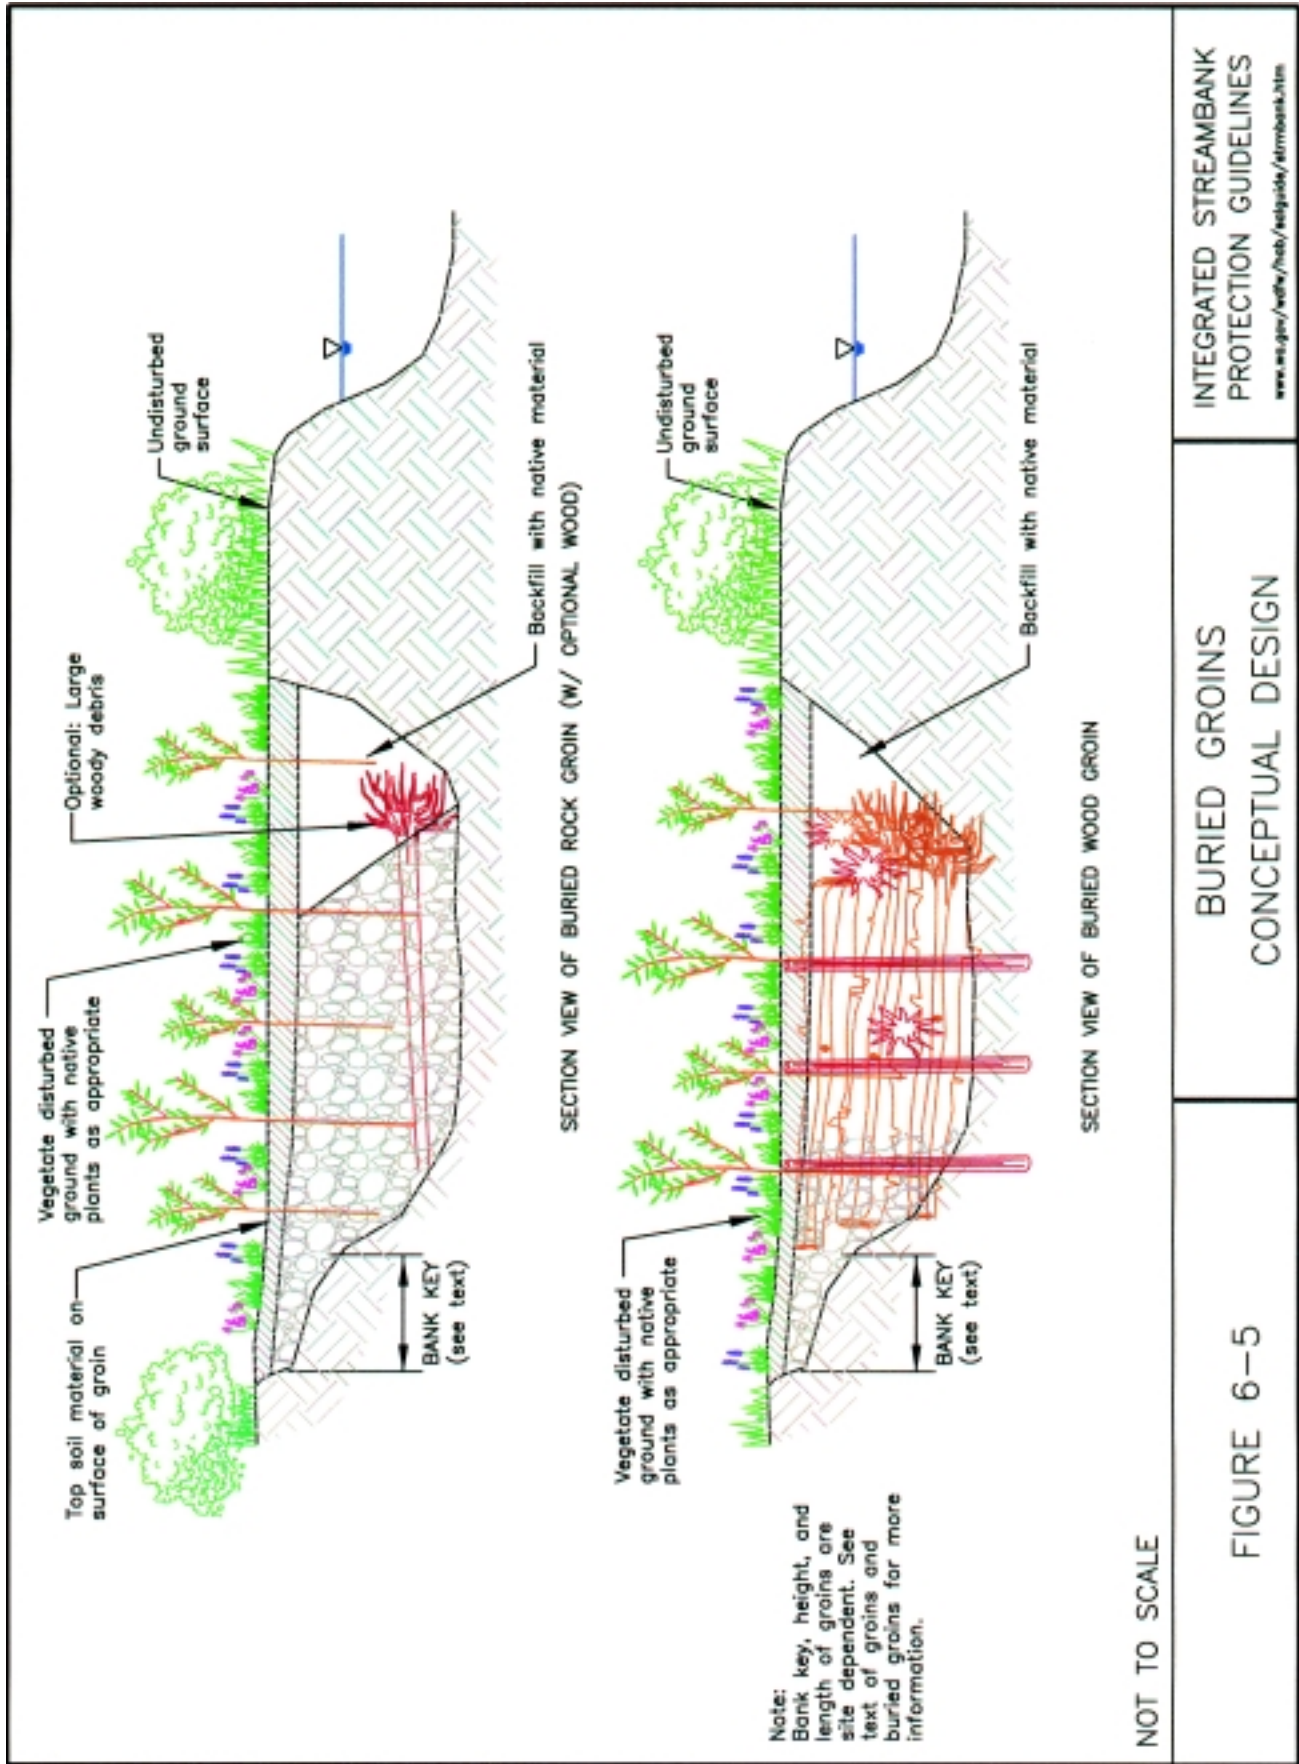 Top soil material on
surface of groin
Vegetate disturbed
ground with native
plants as appropriate
Optional: Large
woody debris
Undisturbed
ground
surface
BANK KEY
(see text)
Backfill with native material
SECTION VIEW OF BURIED ROCK GROIN (W/ OPTIONAL WOOD)
Vegetate disturbed
ground with native
plants as appropriate
Undisturbed
ground
surface
BANK KEY
(see text)
Backfill with native material
SECTION VIEW OF BURIED WOOD GROIN
Note:
Bank key, height, and
length of groins are
site dependent. See
text of groins and
buried groins for more
information.
NOT TO SCALE
FIGURE 6-5
BURIED GROINS
CONCEPTUAL DESIGN
INTEGRATED STREAMBANK
PROTECTION GUIDELINES